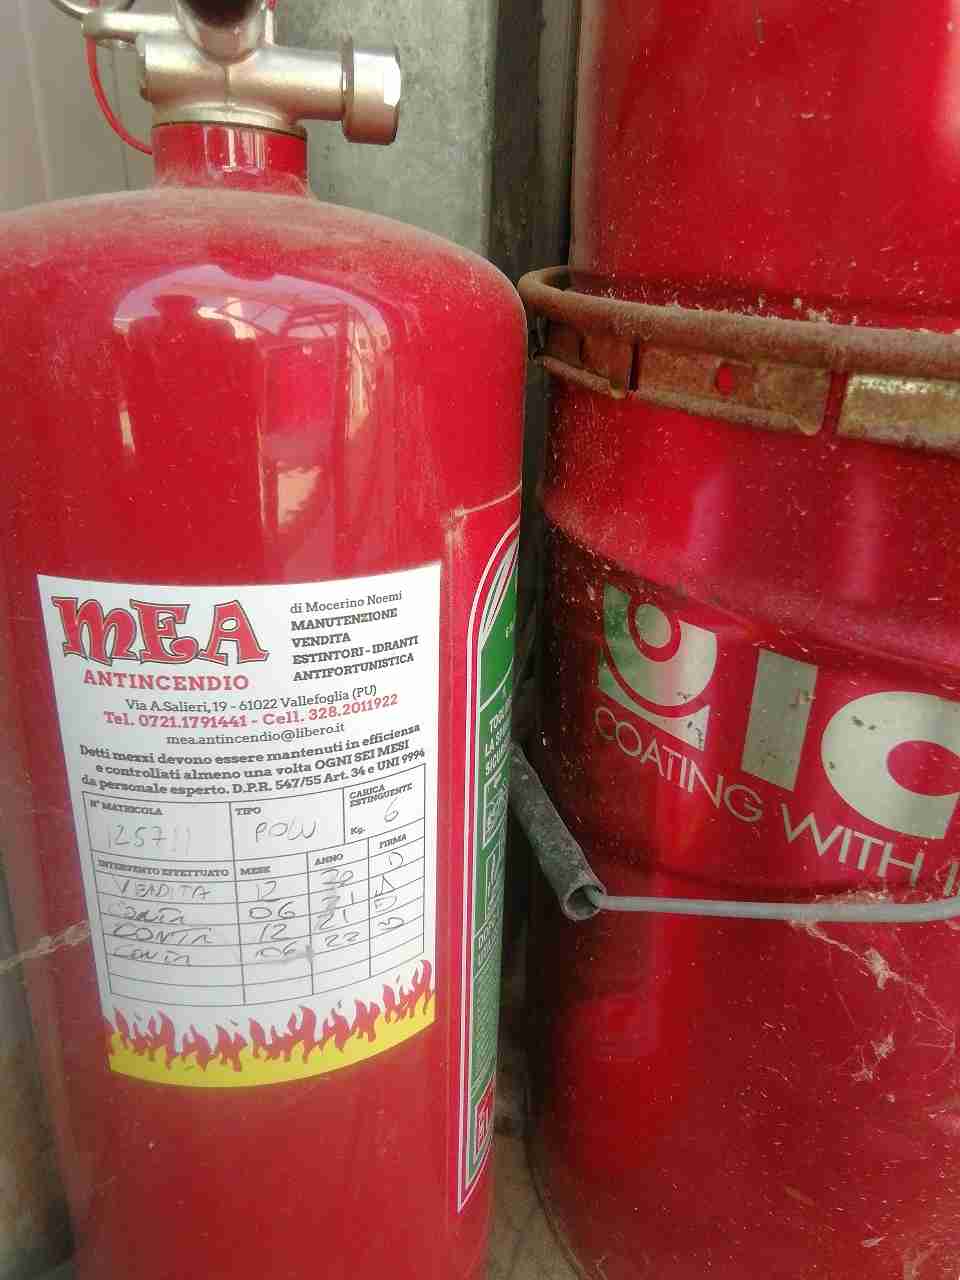 MEA
ANTINCENDIO
di Mocerino Noemi
MANUTENZIONE
VENDITA
ESTINTORI - IDRANTI
ANTIFORTUNISTICA
Via A.Salieri, 19 - 61022 Vallefoglia (PU)
Tel. 0721.1791441 - Cell. 328.2011922
mea.antincendio@libero.it
Detti mezzi devono essere mantenuti in efficienza
e controllati almeno una volta OGNI SEI MESI
da personale esperto. D.P.R. 547/55 Art. 34 e UNI 9994
N° MATRICOLA TIPO CARICA ESTINGUENTE
125711 POLV Kg. 6
INTERVENTO EFFETTUATO MESE ANNO FIRMA
VENDITA 12 20
06 21
12 21
06 22
COATING WITH